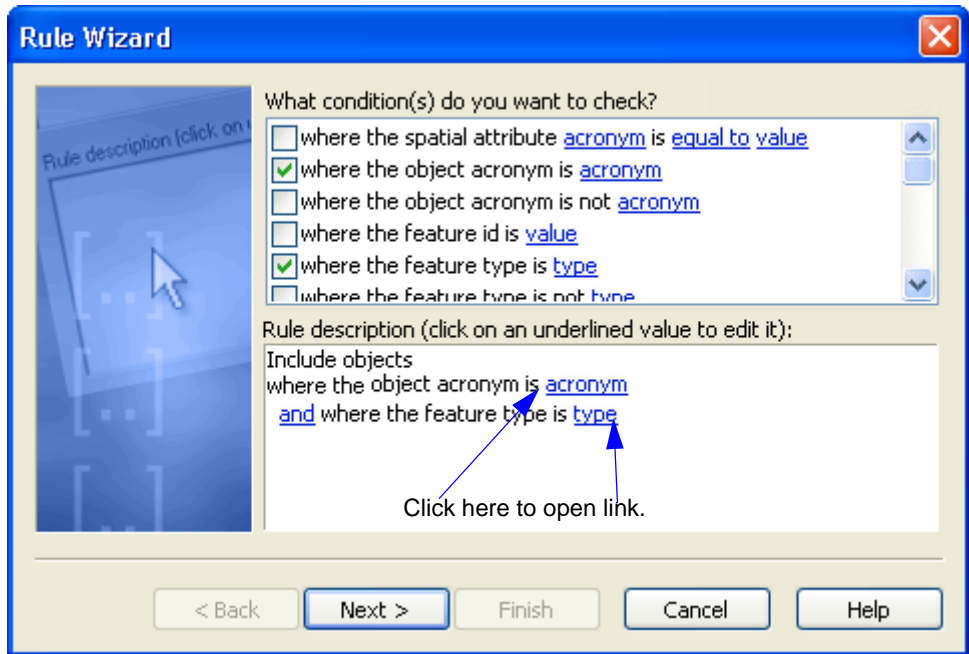 Rule Wizard
What condition(s) do you want to check?
Rule description (click on
where the spatial attribute acronym is equal to value
where the object acronym is acronym
where the object acronym is not acronym
where the feature id is value
where the feature type is type
where the feature type is not type
Rule description (click on an underlined value to edit it):
Include objects
where the object acronym is acronym
and where the feature type is type
Click here to open link.
[..]
[..]
[..]
< Back Next > Finish Cancel Help